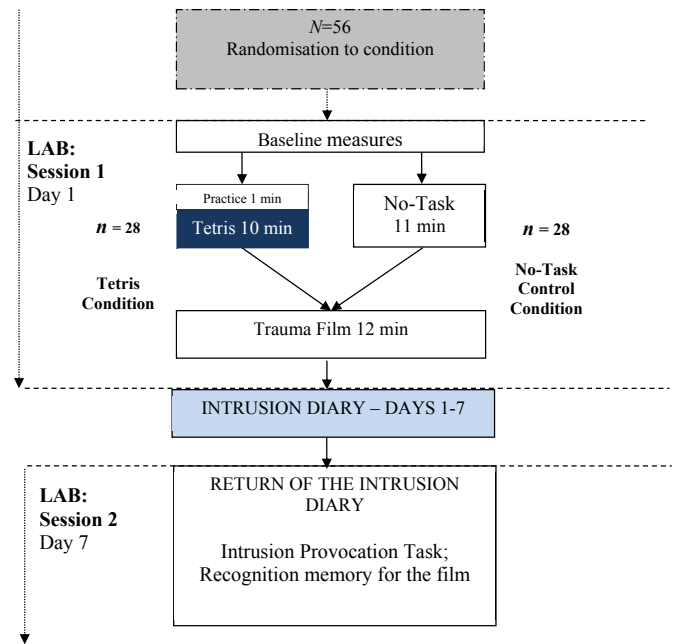 N=56
Randomisation to condition
LAB:
Session 1
Day 1
Baseline measures
Practice 1 min
Tetris 10 min
No-Task
11 min
n = 28
n = 28
Tetris
Condition
No-Task
Control
Condition
Trauma Film 12 min
INTRUSION DIARY – DAYS 1-7
LAB:
Session 2
Day 7
RETURN OF THE INTRUSION
DIARY
Intrusion Provocation Task;
Recognition memory for the film